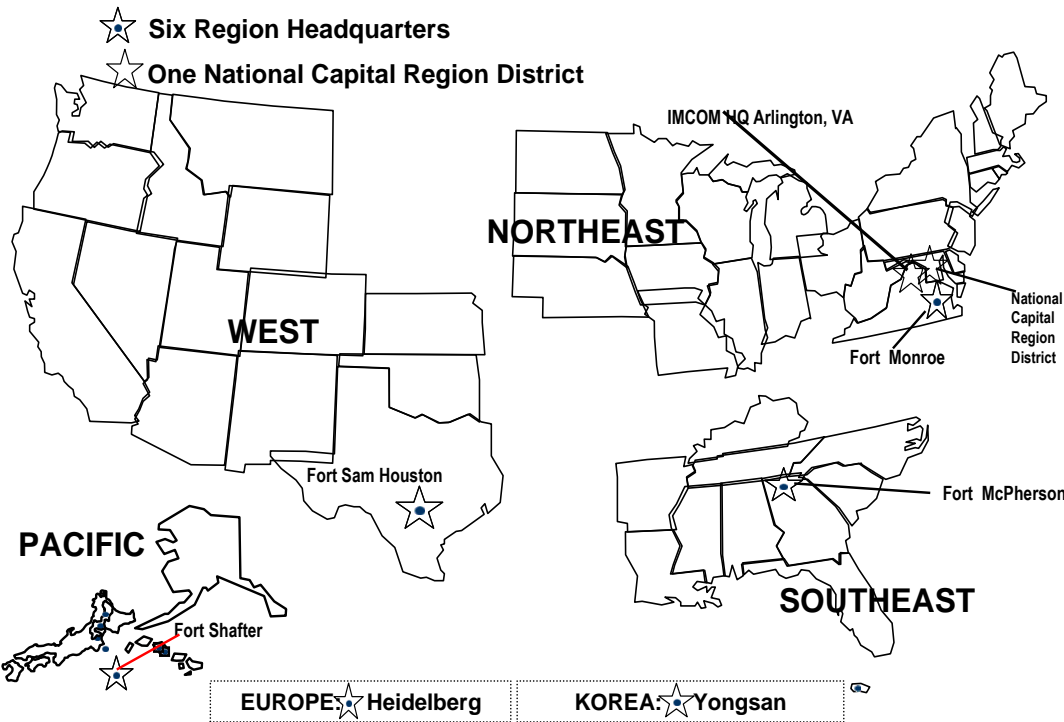 Six Region Headquarters
One National Capital Region District
IMCOM HQ Arlington, VA
NORTHEAST
National
Capital
Region
District
WEST
Fort Monroe
Fort Sam Houston
Fort McPherson
PACIFIC
SOUTHEAST
Fort Shafter
EUROPE: Heidelberg
KOREA: Yongsan